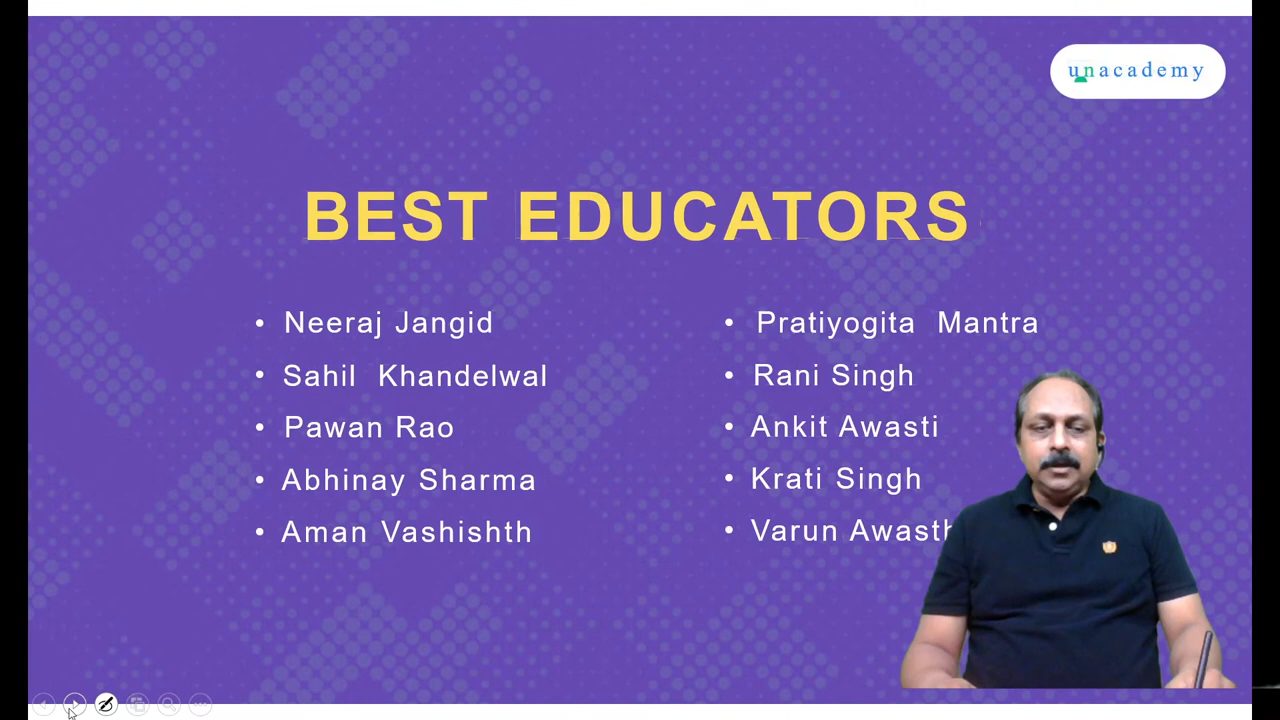 unacademy
BEST EDUCATORS
• Neeraj Jangid
• Sahil Khandelwal
• Pawan Rao
• Abhinay Sharma
• Aman Vashishth
• Pratiyogita Mantra
• Rani Singh
• Ankit Awasti
• Krati Singh
• Varun